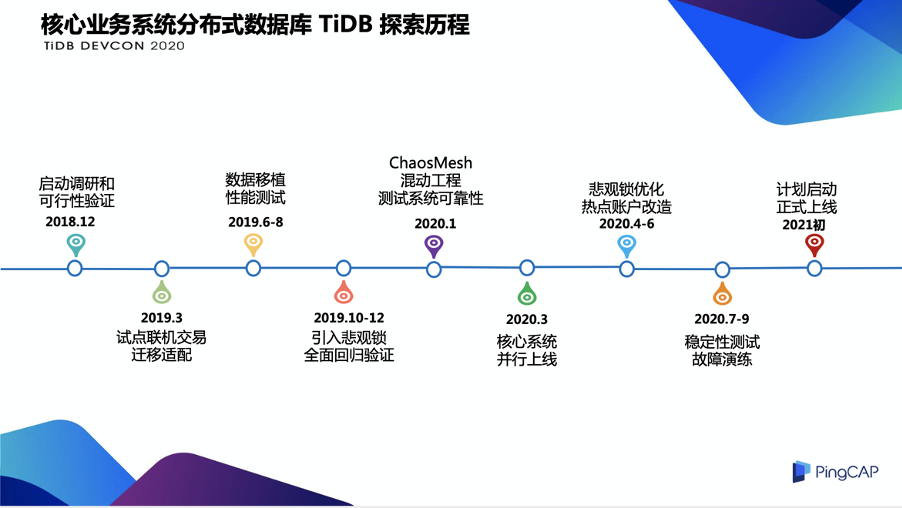 核心业务系统分布式数据库 TiDB 探索历程
TiDB DEVCON 2020
启动调研和
可行性验证
2018.12
2019.3
试点联机交易
迁移适配
数据移植
性能测试
2019.6-8
2019.10-12
引入悲观锁
全面回归验证
ChaosMesh
混动工程
测试系统可靠性
2020.1
2020.3
核心系统
并行上线
悲观锁优化
热点账户改造
2020.4-6
2020.7-9
稳定性测试
故障演练
计划启动
正式上线
2021初
PingCAP